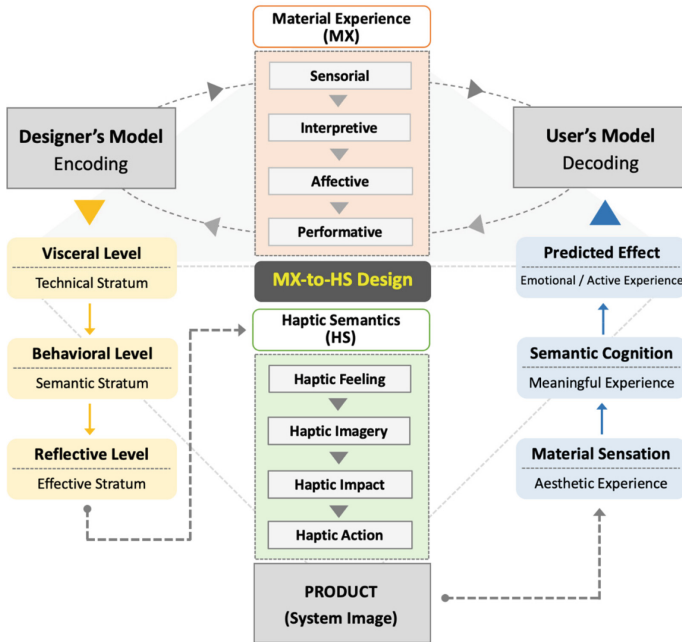 Material Experience
(MX)
Sensorial
Interpretive
Affective
Performative
Designer's Model
Encoding
User's Model
Decoding
MX-to-HS Design
Visceral Level
Technical Stratum
Behavioral Level
Semantic Stratum
Reflective Level
Effective Stratum
Haptic Semantics
(HS)
Haptic Feeling
Haptic Imagery
Haptic Impact
Haptic Action
PRODUCT
(System Image)
Predicted Effect
Emotional / Active Experience
Semantic Cognition
Meaningful Experience
Material Sensation
Aesthetic Experience